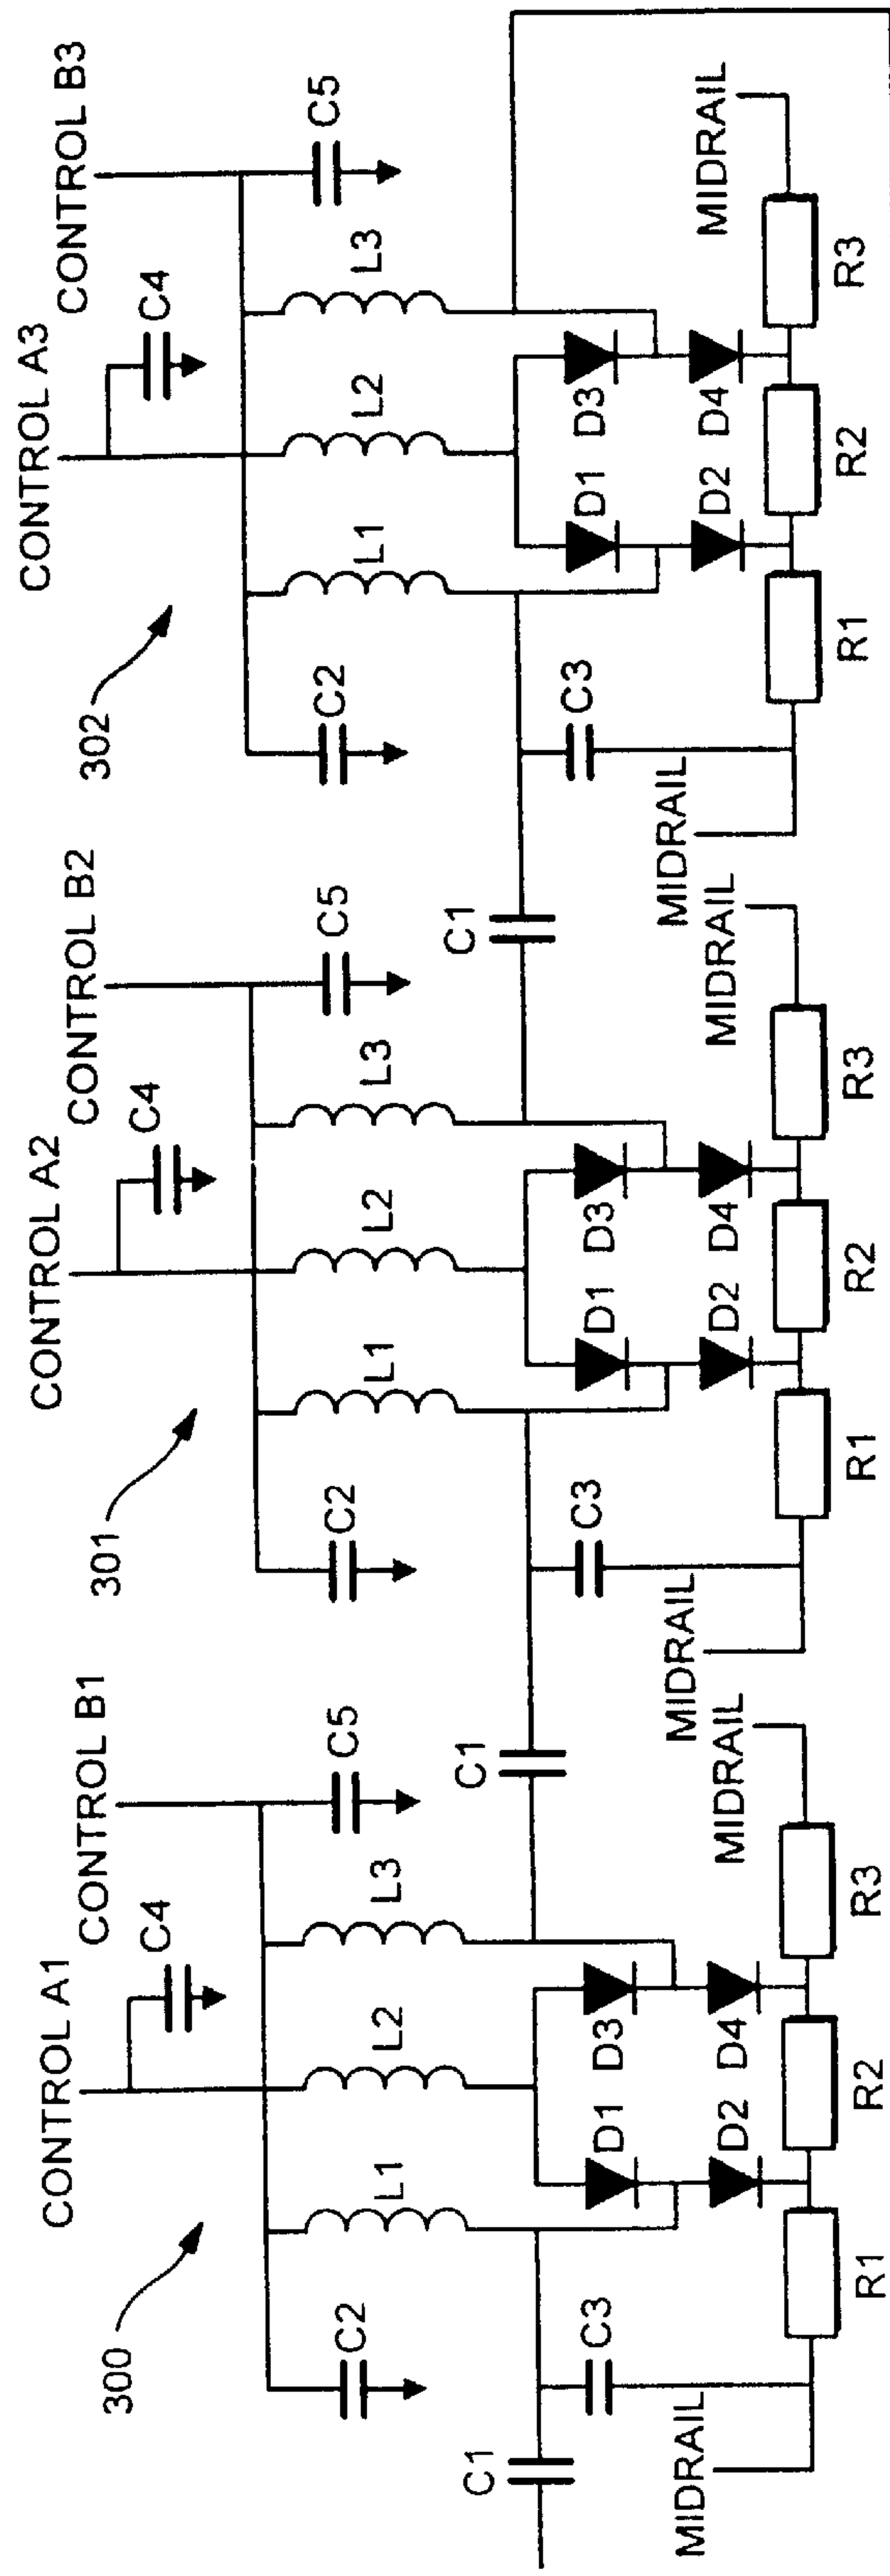 CONTROL A1
CONTROL B1
C4
300
C2
L1
L2
L3
C5
C1
C3
D1
D3
D2
D4
MIDRAIL
MIDRAIL
R1
R2
R3
CONTROL A2
CONTROL B2
C4
301
C2
L1
L2
L3
C5
C1
C3
D1
D3
D2
D4
MIDRAIL
MIDRAIL
R1
R2
R3
CONTROL A3
CONTROL B3
C4
302
C2
L1
L2
L3
C5
C1
C3
D1
D3
D2
D4
MIDRAIL
MIDRAIL
R1
R2
R3